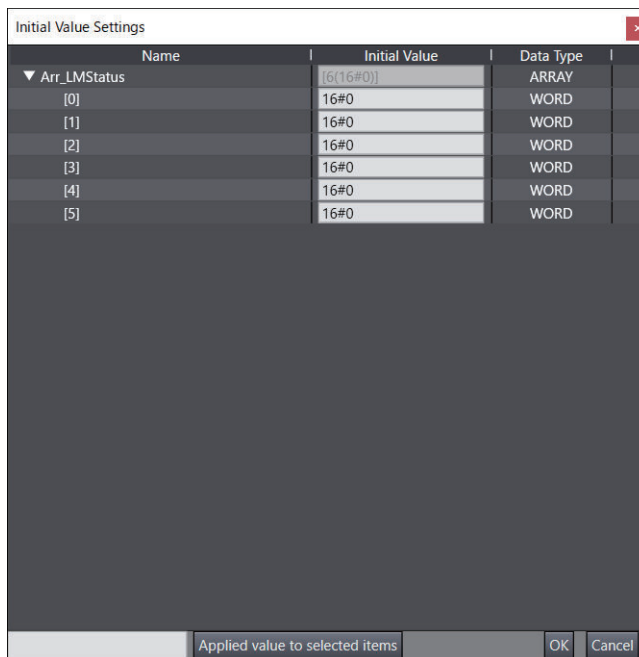 Initial Value Settings
Name Initial Value Data Type
▼ Arr_LMStatus [6(16#0)] ARRAY
[0] 16#0 WORD
[1] 16#0 WORD
[2] 16#0 WORD
[3] 16#0 WORD
[4] 16#0 WORD
[5] 16#0 WORD
Applied value to selected items OK Cancel